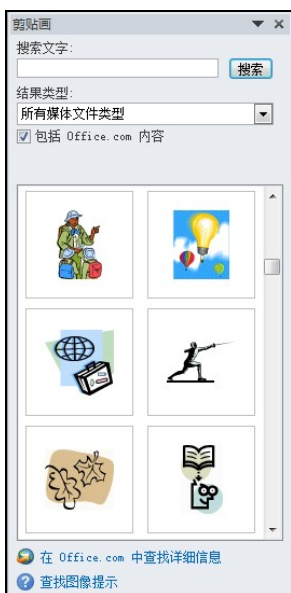 剪贴画
搜索文字:
搜索
结果类型:
所有媒体文件类型
包括 Office.com 内容
在 Office.com 中查找详细信息
查找图像提示